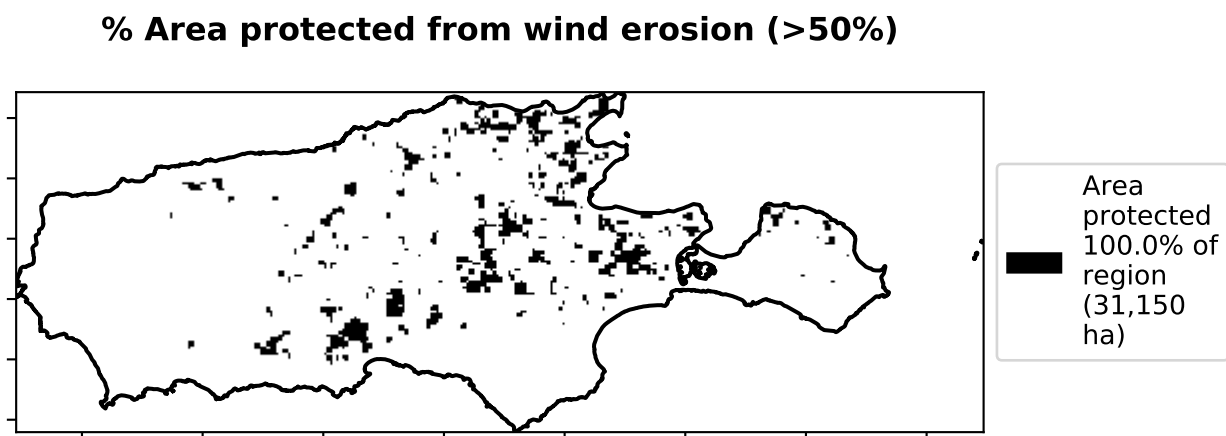 % Area protected from wind erosion (>50%)
Area
protected
100.0% of
region
(31,150
ha)